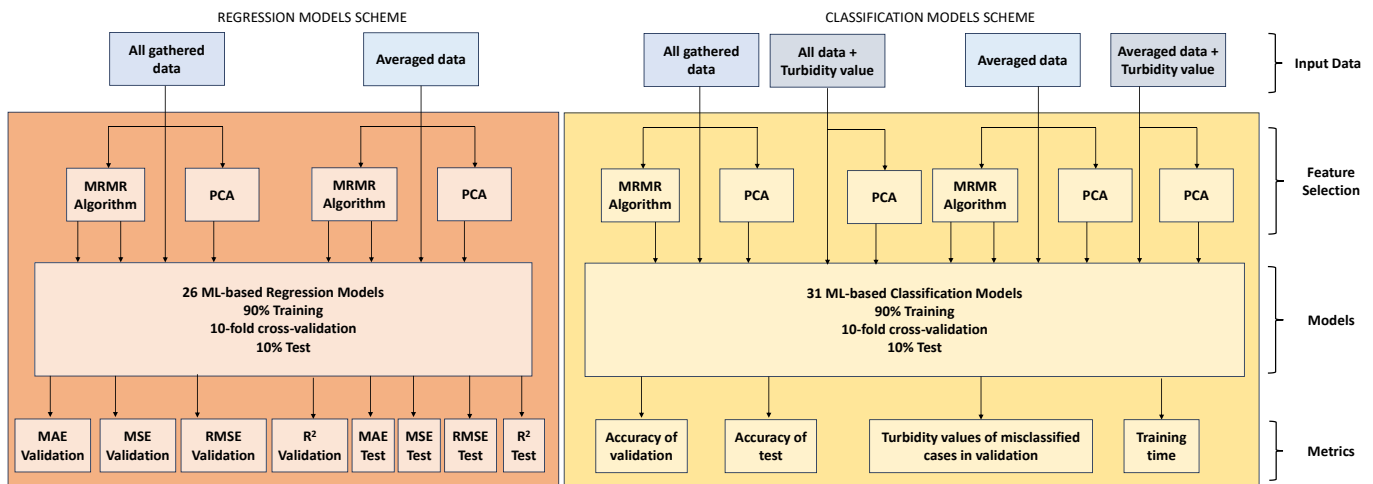 REGRESSION MODELS SCHEME
CLASSIFICATION MODELS SCHEME
All gathered
data
Averaged data
All gathered
data
All data +
Turbidity value
Averaged data
Averaged data +
Turbidity value
Input Data
MRMR
Algorithm
PCA
MRMR
Algorithm
PCA
MRMR
Algorithm
PCA
PCA
MRMR
Algorithm
PCA
PCA
Feature
Selection
26 ML-based Regression Models
90% Training
10-fold cross-validation
10% Test
31 ML-based Classification Models
90% Training
10-fold cross-validation
10% Test
Models
MAE
Validation
MSE
Validation
RMSE
Validation
R²
Validation
MAE
Test
MSE
Test
RMSE
Test
R²
Test
Accuracy of
validation
Accuracy of
test
Turbidity values of misclassified
cases in validation
Training
time
Metrics